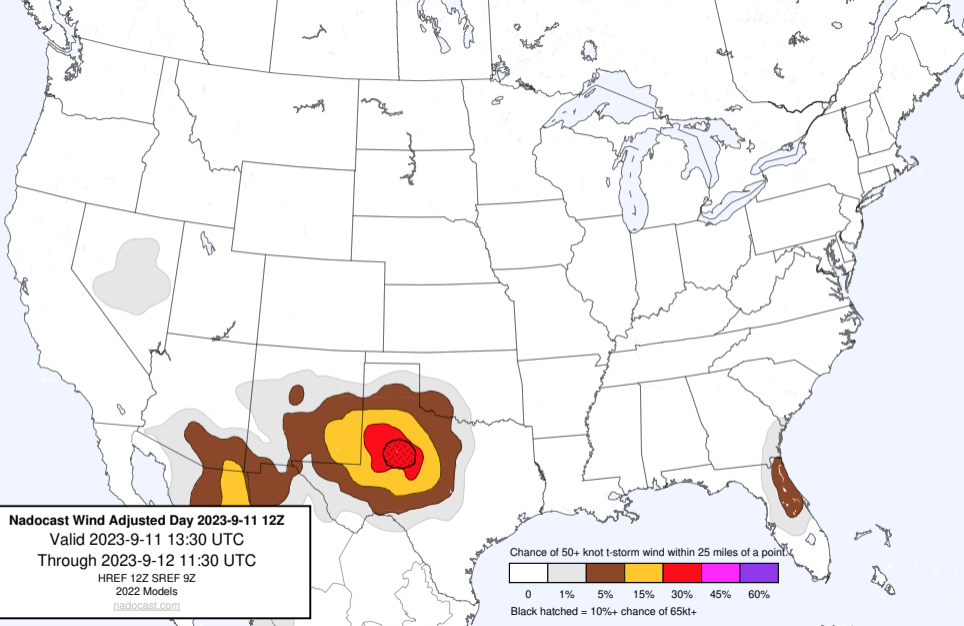 Nadocast Wind Adjusted Day 2023-9-11 12Z
Valid 2023-9-11 13:30 UTC
Through 2023-9-12 11:30 UTC
HREF 12Z SREF 9Z
2022 Models
nadocast.com
Chance of 50+ knot t-storm wind within 25 miles of a point.
0 1% 5% 15% 30% 45% 60%
Black hatched = 10%+ chance of 65kt+